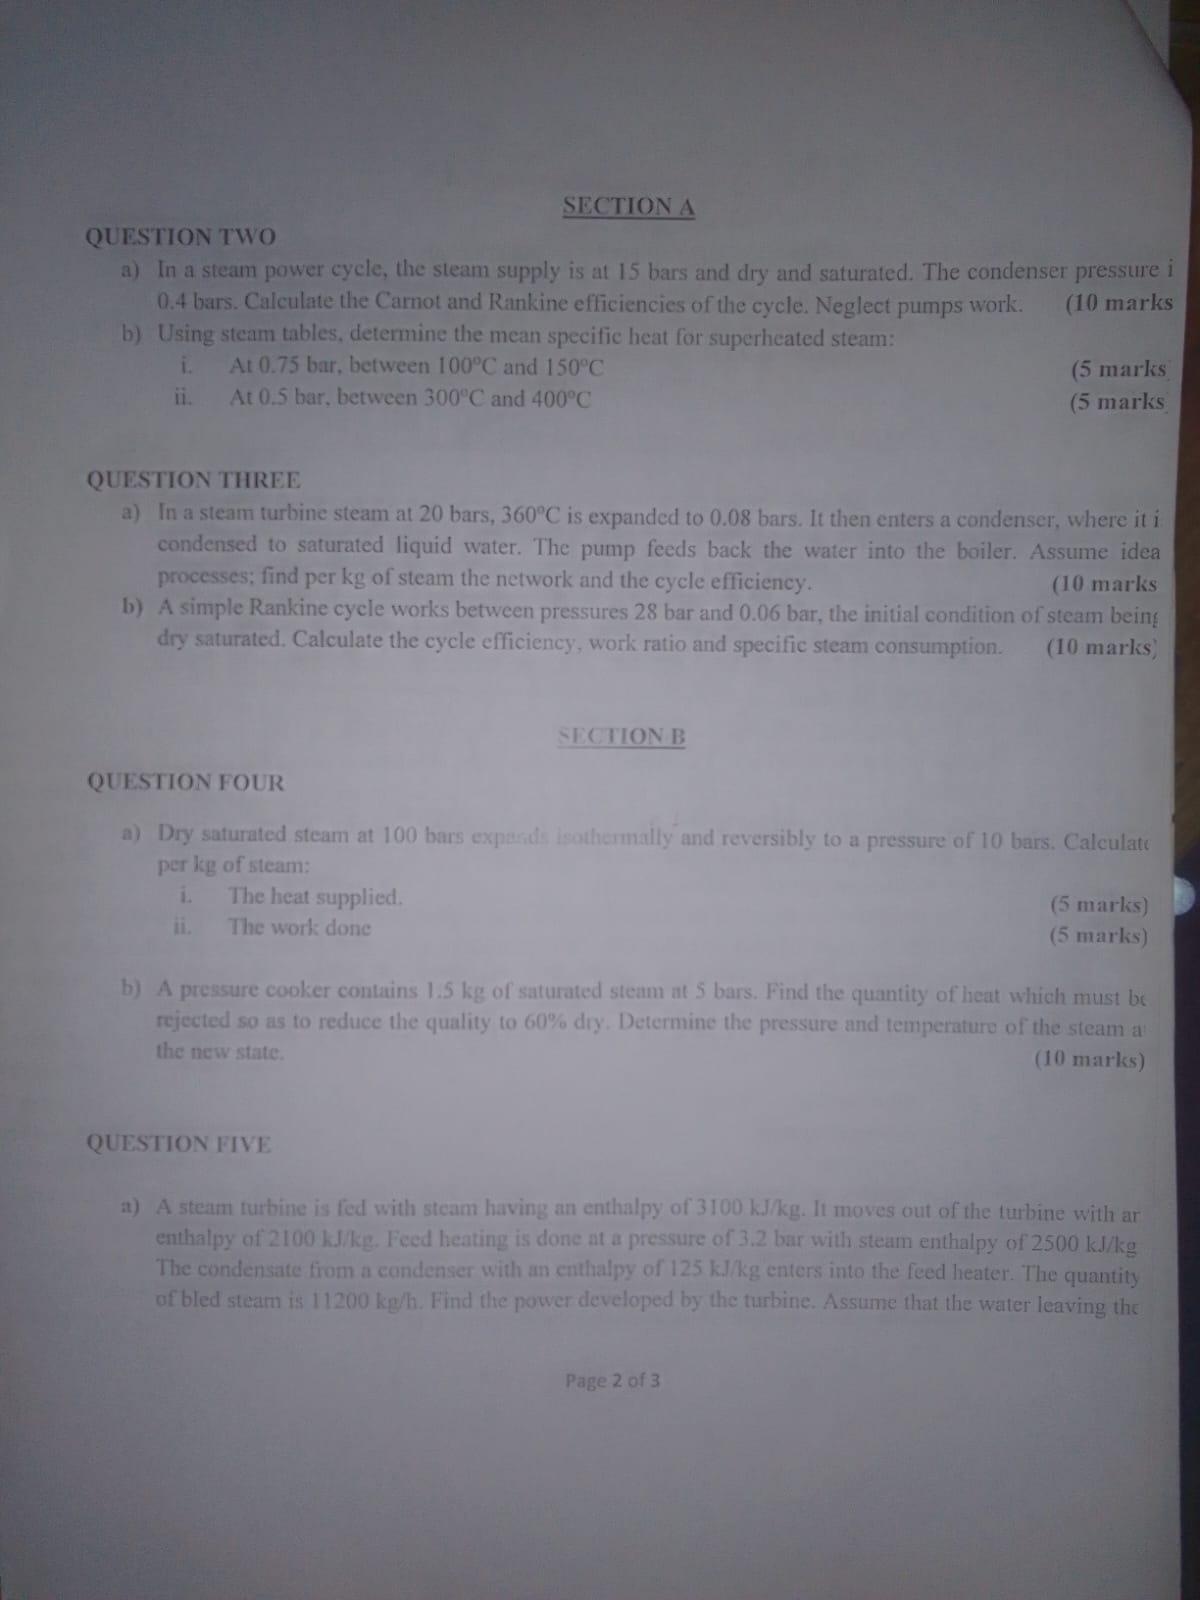 SECTION A
QUESTION TWO
a) In a steam power cycle, the steam supply is at 15 bars and dry and saturated. The condenser pressure i
0.4 bars. Calculate the Carnot and Rankine efficiencies of the cycle. Neglect pumps work. (10 marks
b) Using steam tables, determine the mean specific heat for superheated steam:
i. At 0.75 bar, between 100°C and 150°C (5 marks
ii. At 0.5 bar, between 300°C and 400°C (5 marks
QUESTION THREE
a) In a steam turbine steam at 20 bars, 360°C is expanded to 0.08 bars. It then enters a condenser, where it i
condensed to saturated liquid water. The pump feeds back the water into the boiler. Assume idea
processes; find per kg of steam the network and the cycle efficiency. (10 marks
b) A simple Rankine cycle works between pressures 28 bar and 0.06 bar, the initial condition of steam being
dry saturated. Calculate the cycle efficiency, work ratio and specific steam consumption. (10 marks)
SECTION B
QUESTION FOUR
a) Dry saturated steam at 100 bars expands isothermally and reversibly to a pressure of 10 bars. Calculate
per kg of steam:
i. The heat supplied. (5 marks)
ii. The work done (5 marks)
b) A pressure cooker contains 1.5 kg of saturated steam at 5 bars. Find the quantity of heat which must be
rejected so as to reduce the quality to 60% dry. Determine the pressure and temperature of the steam a
the new state. (10 marks)
QUESTION FIVE
a) A steam turbine is fed with steam having an enthalpy of 3100 kJ/kg. It moves out of the turbine with ar
enthalpy of 2100 kJ/kg. Feed heating is done at a pressure of 3.2 bar with steam enthalpy of 2500 kJ/kg
The condensate from a condenser with an enthalpy of 125 kJ/kg enters into the feed heater. The quantity
of bled steam is 11200 kg/h. Find the power developed by the turbine. Assume that the water leaving the
Page 2 of 3